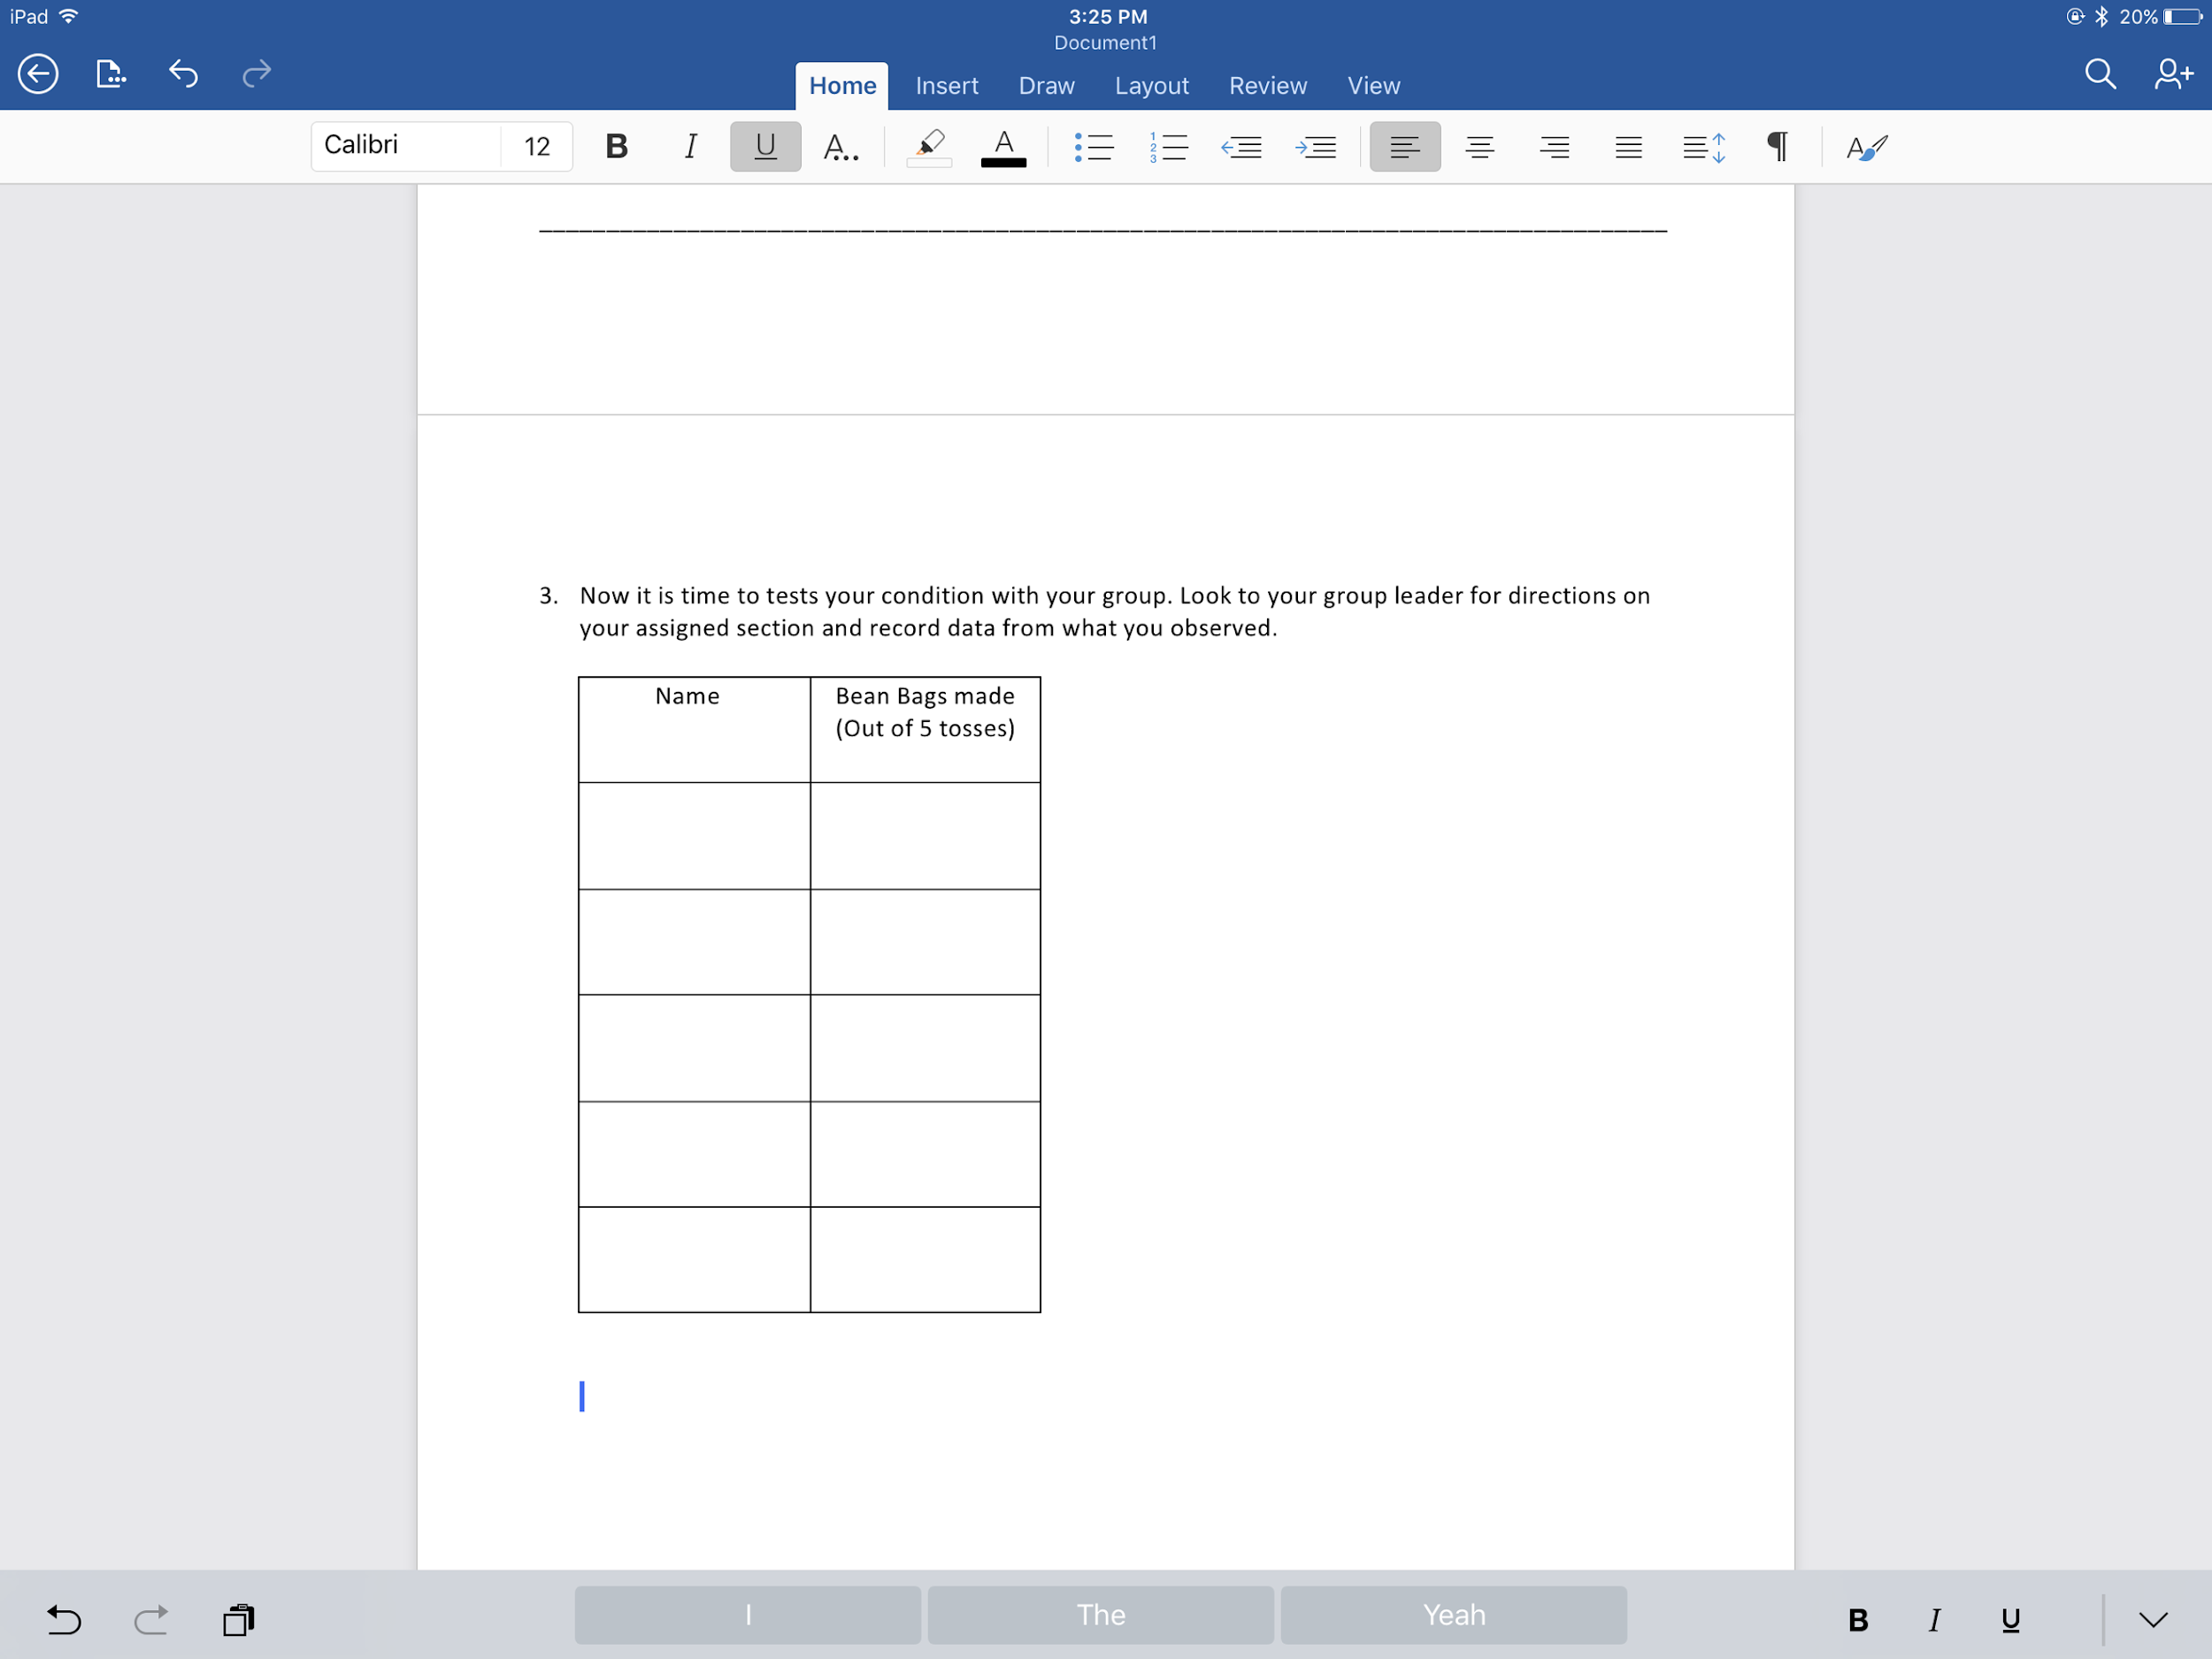 iPad 3:25 PM 20%
Document1
Home Insert Draw Layout Review View
Calibri 12 B I U A... A A
3. Now it is time to tests your condition with your group. Look to your group leader for directions on
your assigned section and record data from what you observed.
Name Bean Bags made
(Out of 5 tosses)
I The Yeah B I U